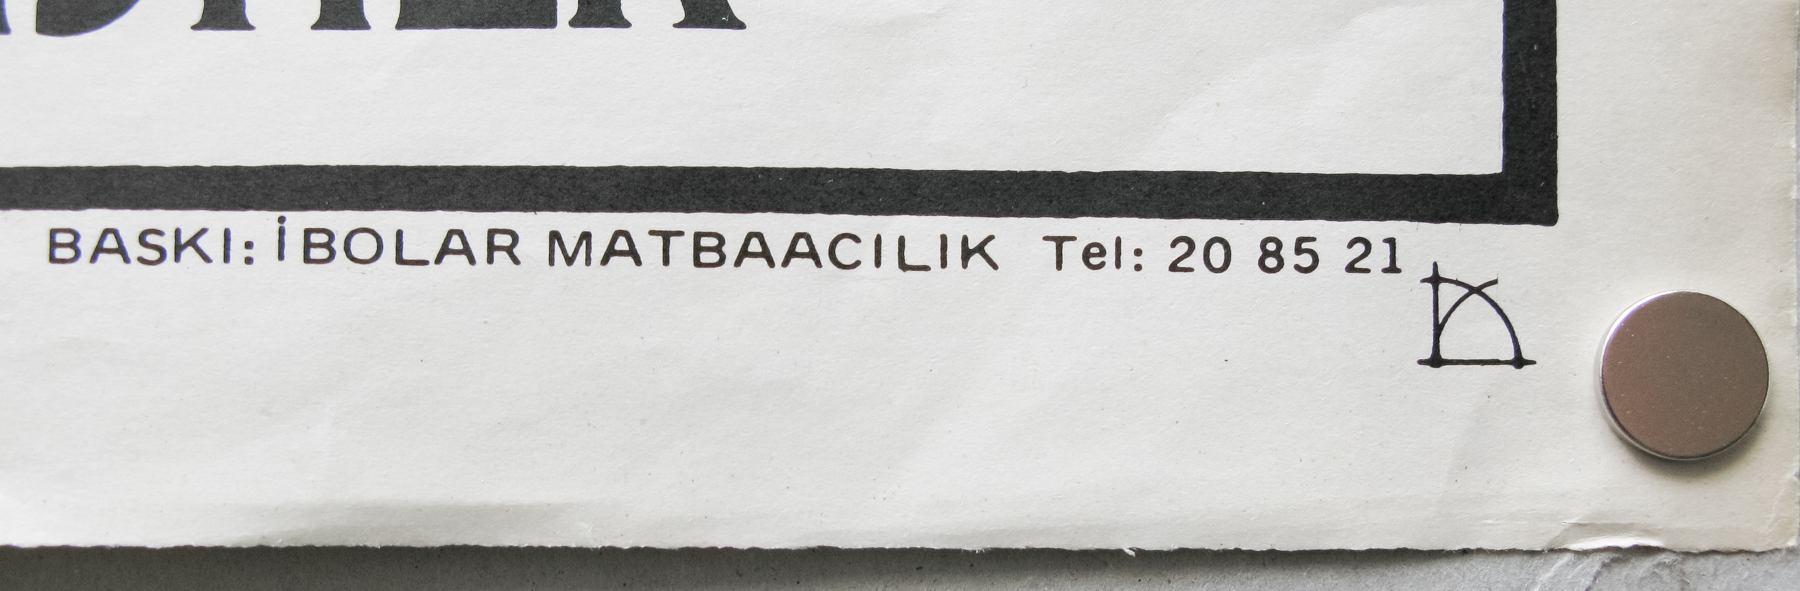 BASKI: İBOLAR MATBAACILIK Tel: 20 85 21